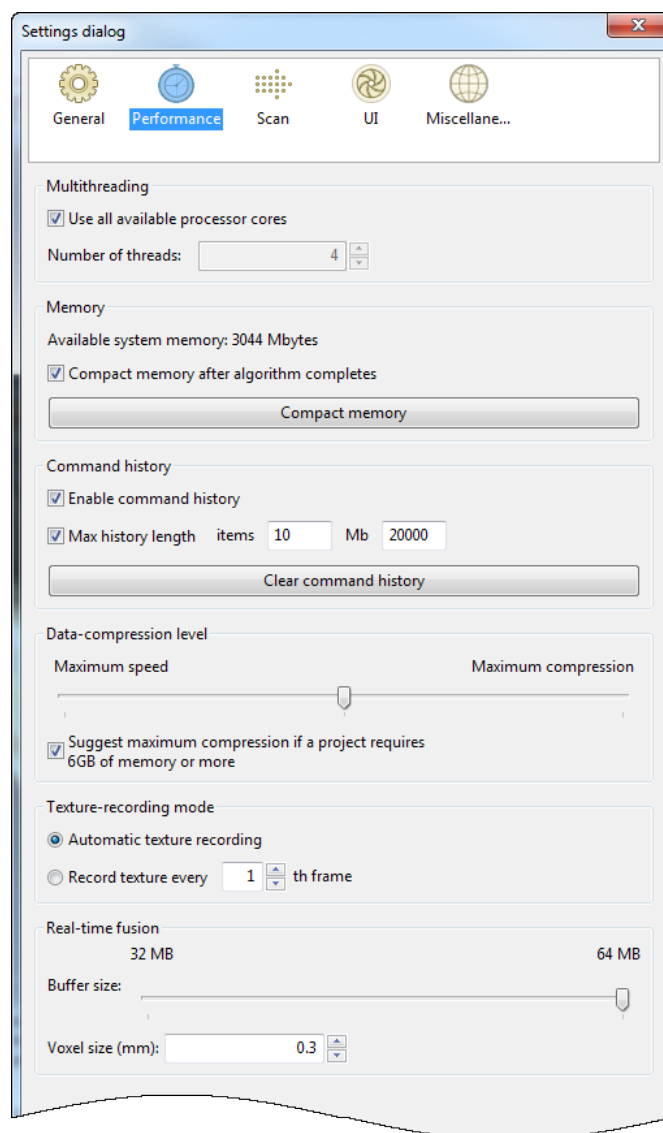 Settings dialog
General Performance Scan UI Miscellane...
Multithreading
Use all available processor cores
Number of threads: 4
Memory
Available system memory: 3044 Mbytes
Compact memory after algorithm completes
Compact memory
Command history
Enable command history
Max history length items 10 Mb 20000
Clear command history
Data-compression level
Maximum speed Maximum compression
Suggest maximum compression if a project requires
6GB of memory or more
Texture-recording mode
Automatic texture recording
Record texture every 1 th frame
Real-time fusion
32 MB 64 MB
Buffer size:
Voxel size (mm): 0.3